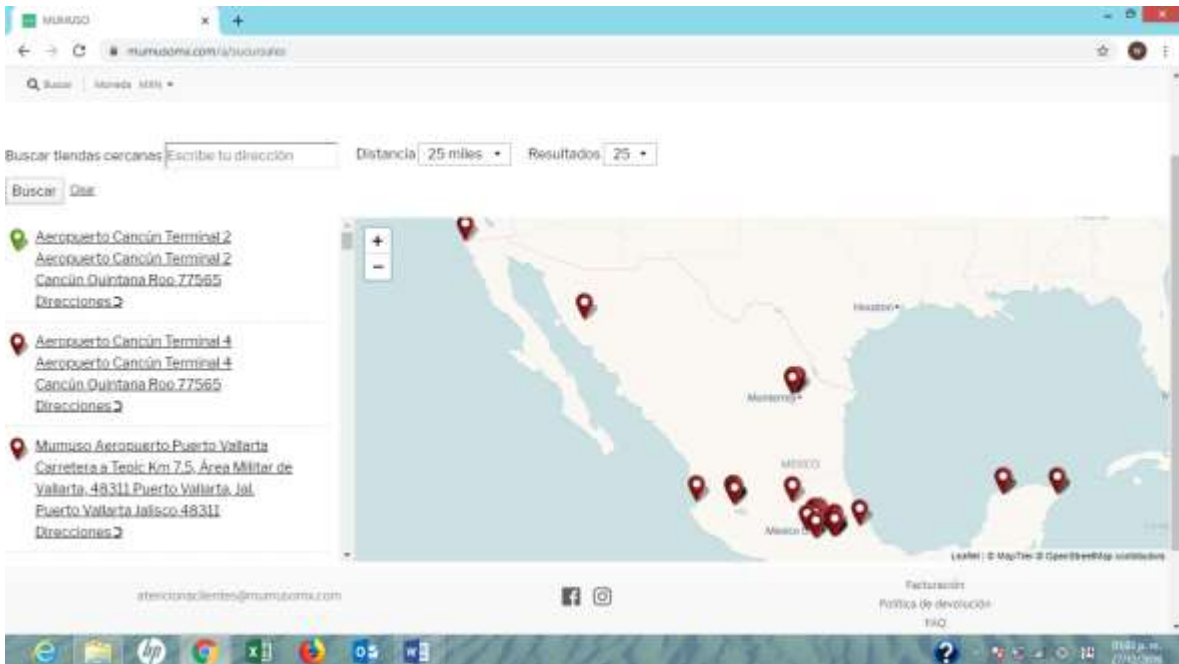 MUMUSO
mumusomx.com/a/sucursales
Buscar Moneda MXN
Buscar tiendas cercanas Escribe tu dirección Distancia 25 miles Resultados 25
Buscar
Aeropuerto Cancún Terminal 2
Aeropuerto Cancún Terminal 2
Cancún Quintana Roo 77565
Direcciones
Aeropuerto Cancún Terminal 4
Aeropuerto Cancún Terminal 4
Cancún Quintana Roo 77565
Direcciones
Mumuso Aeropuerto Puerto Vallarta
Carretera a Tepic Km 7.5, Área Militar de
Vallarta, 48311 Puerto Vallarta, Jal.
Puerto Vallarta Jalisco 48311
Direcciones
+
−
Houston
Monterrey
MEXICO
Mexico
Leaflet | © MapTiler © OpenStreetMap contributors
atencionaclientes@mumusomx.com
Facturación
Política de devolución
FAQ